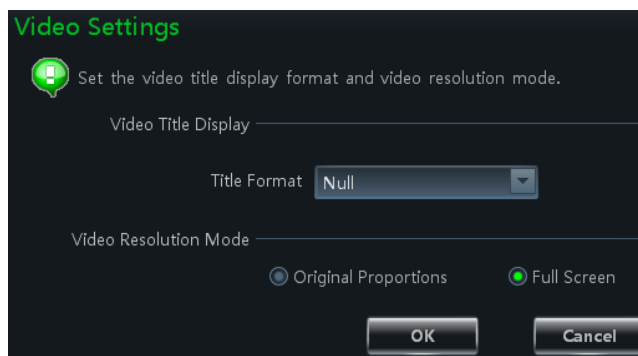 Video Settings
Set the video title display format and video resolution mode.
Video Title Display
Title Format Null
Video Resolution Mode
Original Proportions Full Screen
OK Cancel